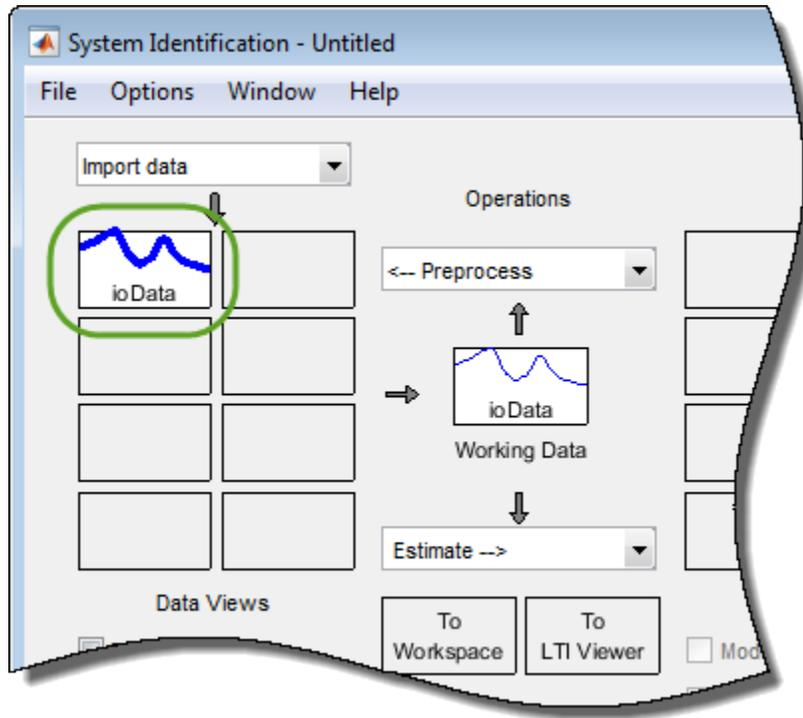 System Identification - Untitled
File Options Window Help
Import data
Operations
ioData
<-- Preprocess
ioData
Working Data
Estimate -->
Data Views
To Workspace
To LTI Viewer